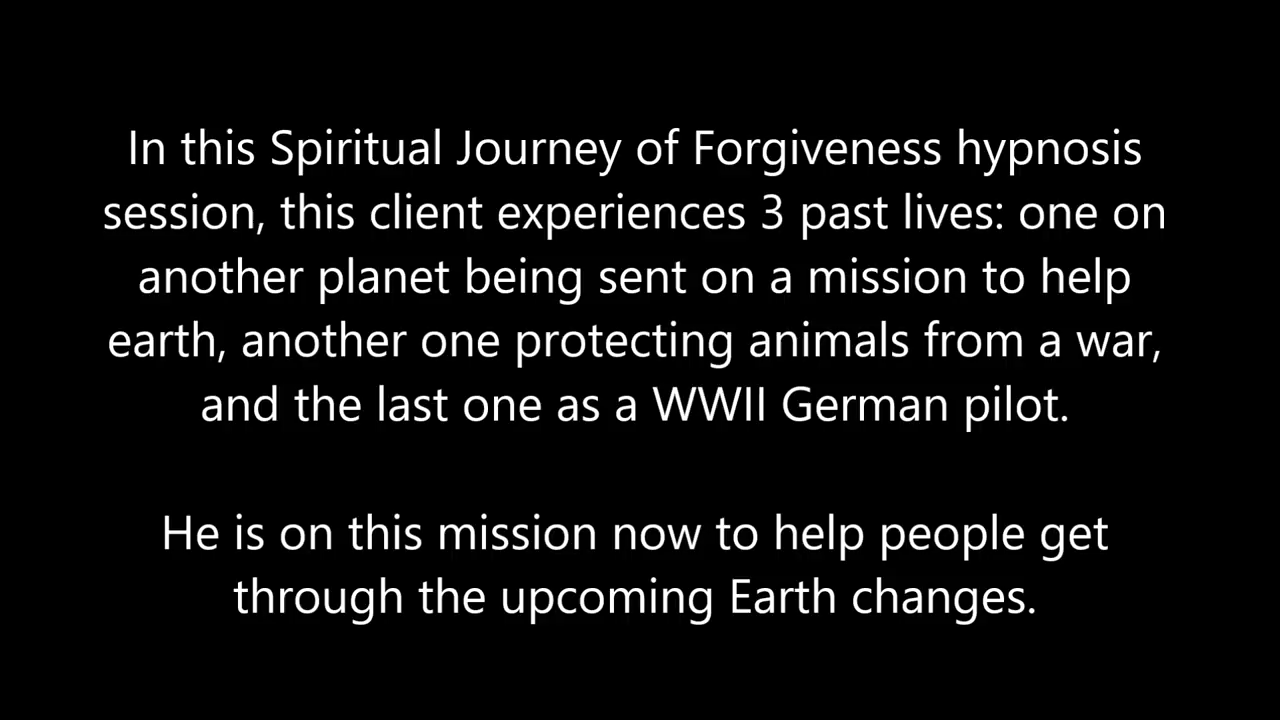 In this Spiritual Journey of Forgiveness hypnosis
session, this client experiences 3 past lives: one on
another planet being sent on a mission to help
earth, another one protecting animals from a war,
and the last one as a WWII German pilot.
He is on this mission now to help people get
through the upcoming Earth changes.